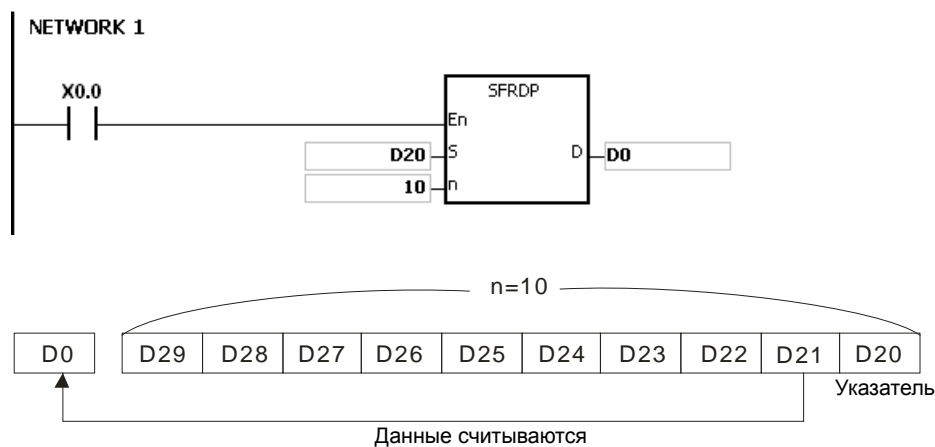 NETWORK 1
X0.0
SFRDP
En
D20 S D D0
10 n
n=10
D0 D29 D28 D27 D26 D25 D24 D23 D22 D21 D20
Указатель
Данные считываются